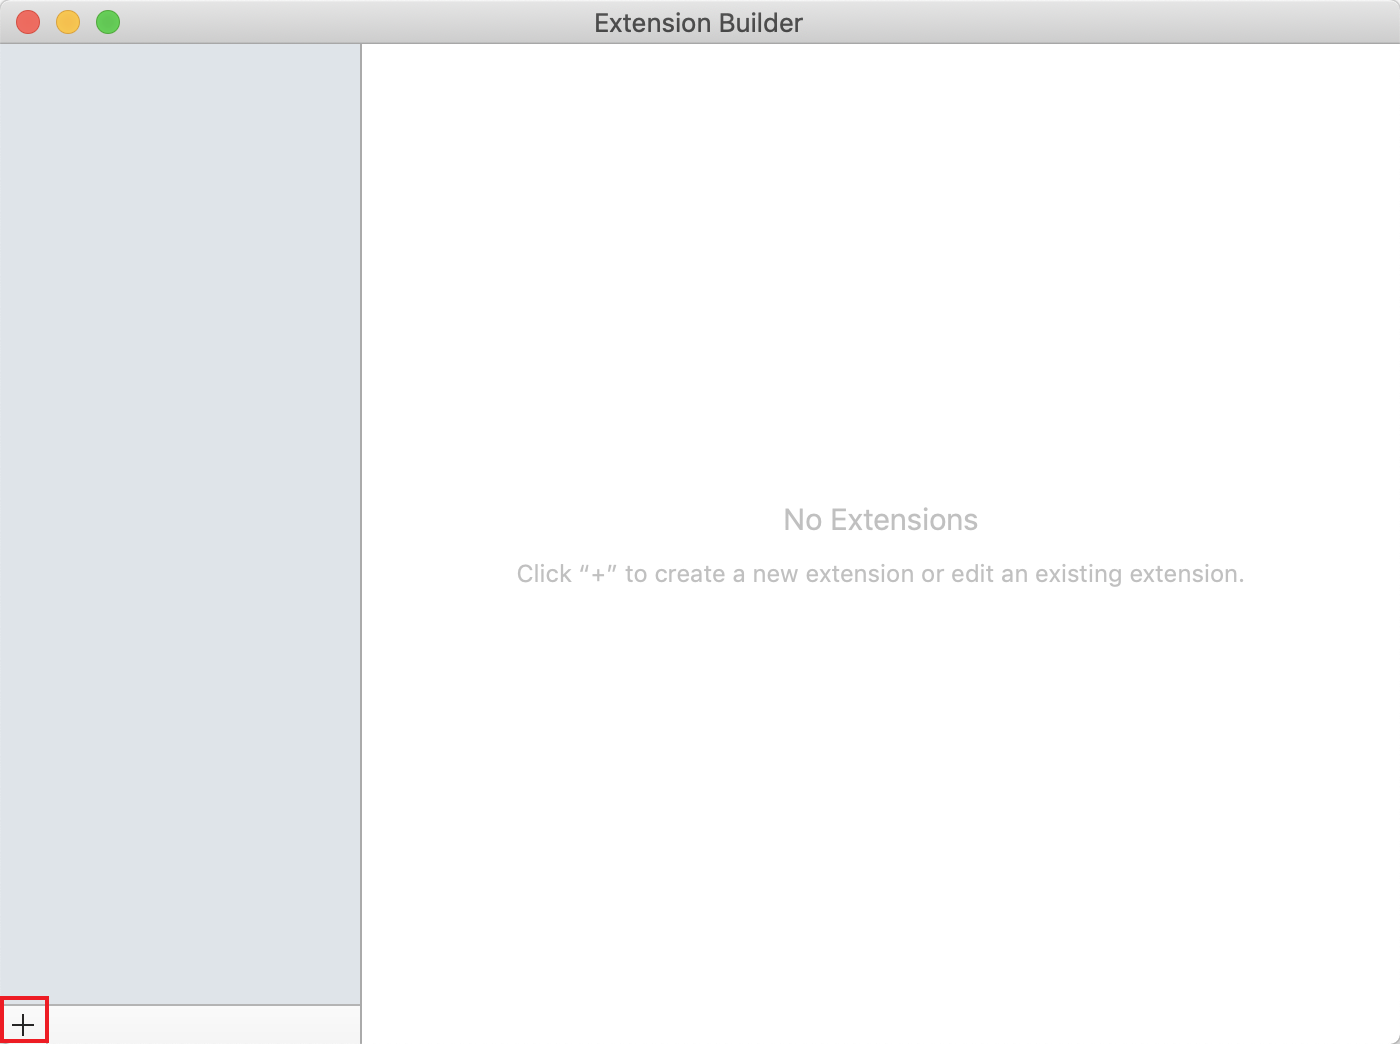 Extension Builder
No Extensions
Click “+” to create a new extension or edit an existing extension.